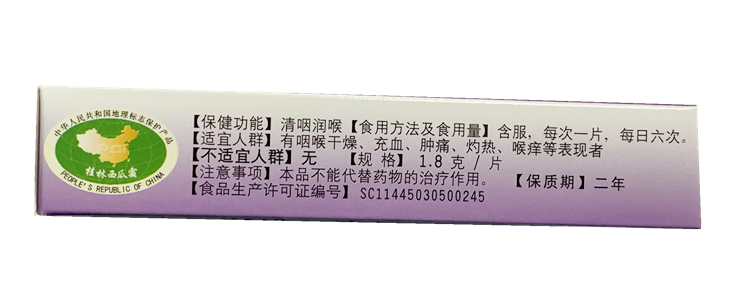 中华人民共和国地理标志保护产品
PGI
桂林西瓜霜
PEOPLE'S REPUBLIC OF CHINA
【保健功能】清咽润喉【食用方法及食用量】含服，每次一片，每日六次。
【适宜人群】有咽喉干燥、充血、肿痛、灼热、喉痒等表现者
【不适宜人群】无 【规 格】1.8 克 / 片
【注意事项】本品不能代替药物的治疗作用。 【保质期】二年
【食品生产许可证编号】 SC11445030500245